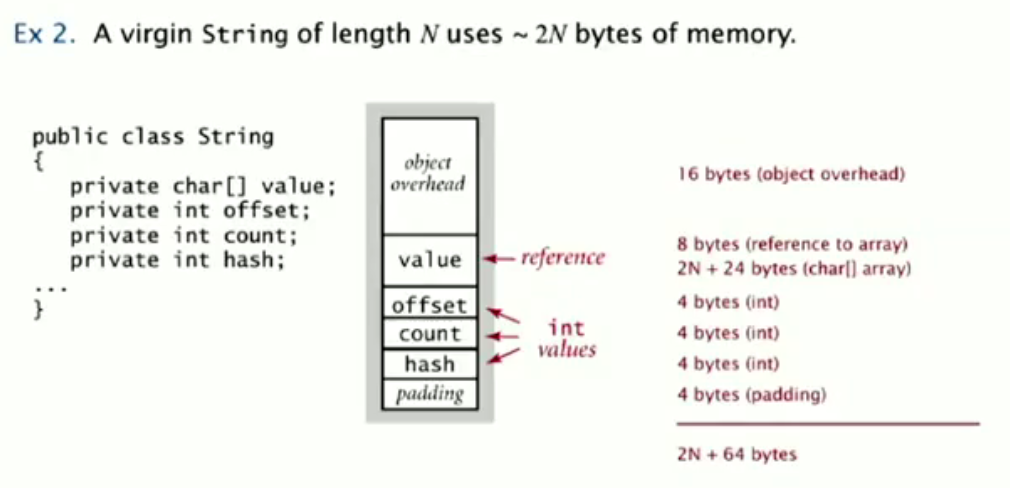 Ex 2. A virgin String of length N uses ~ 2N bytes of memory.
public class String
{
private char[] value;
private int offset;
private int count;
private int hash;
...
}
object
overhead
value
offset
count
hash
padding
reference
int
values
16 bytes (object overhead)
8 bytes (reference to array)
2N + 24 bytes (char[] array)
4 bytes (int)
4 bytes (int)
4 bytes (int)
4 bytes (padding)
2N + 64 bytes